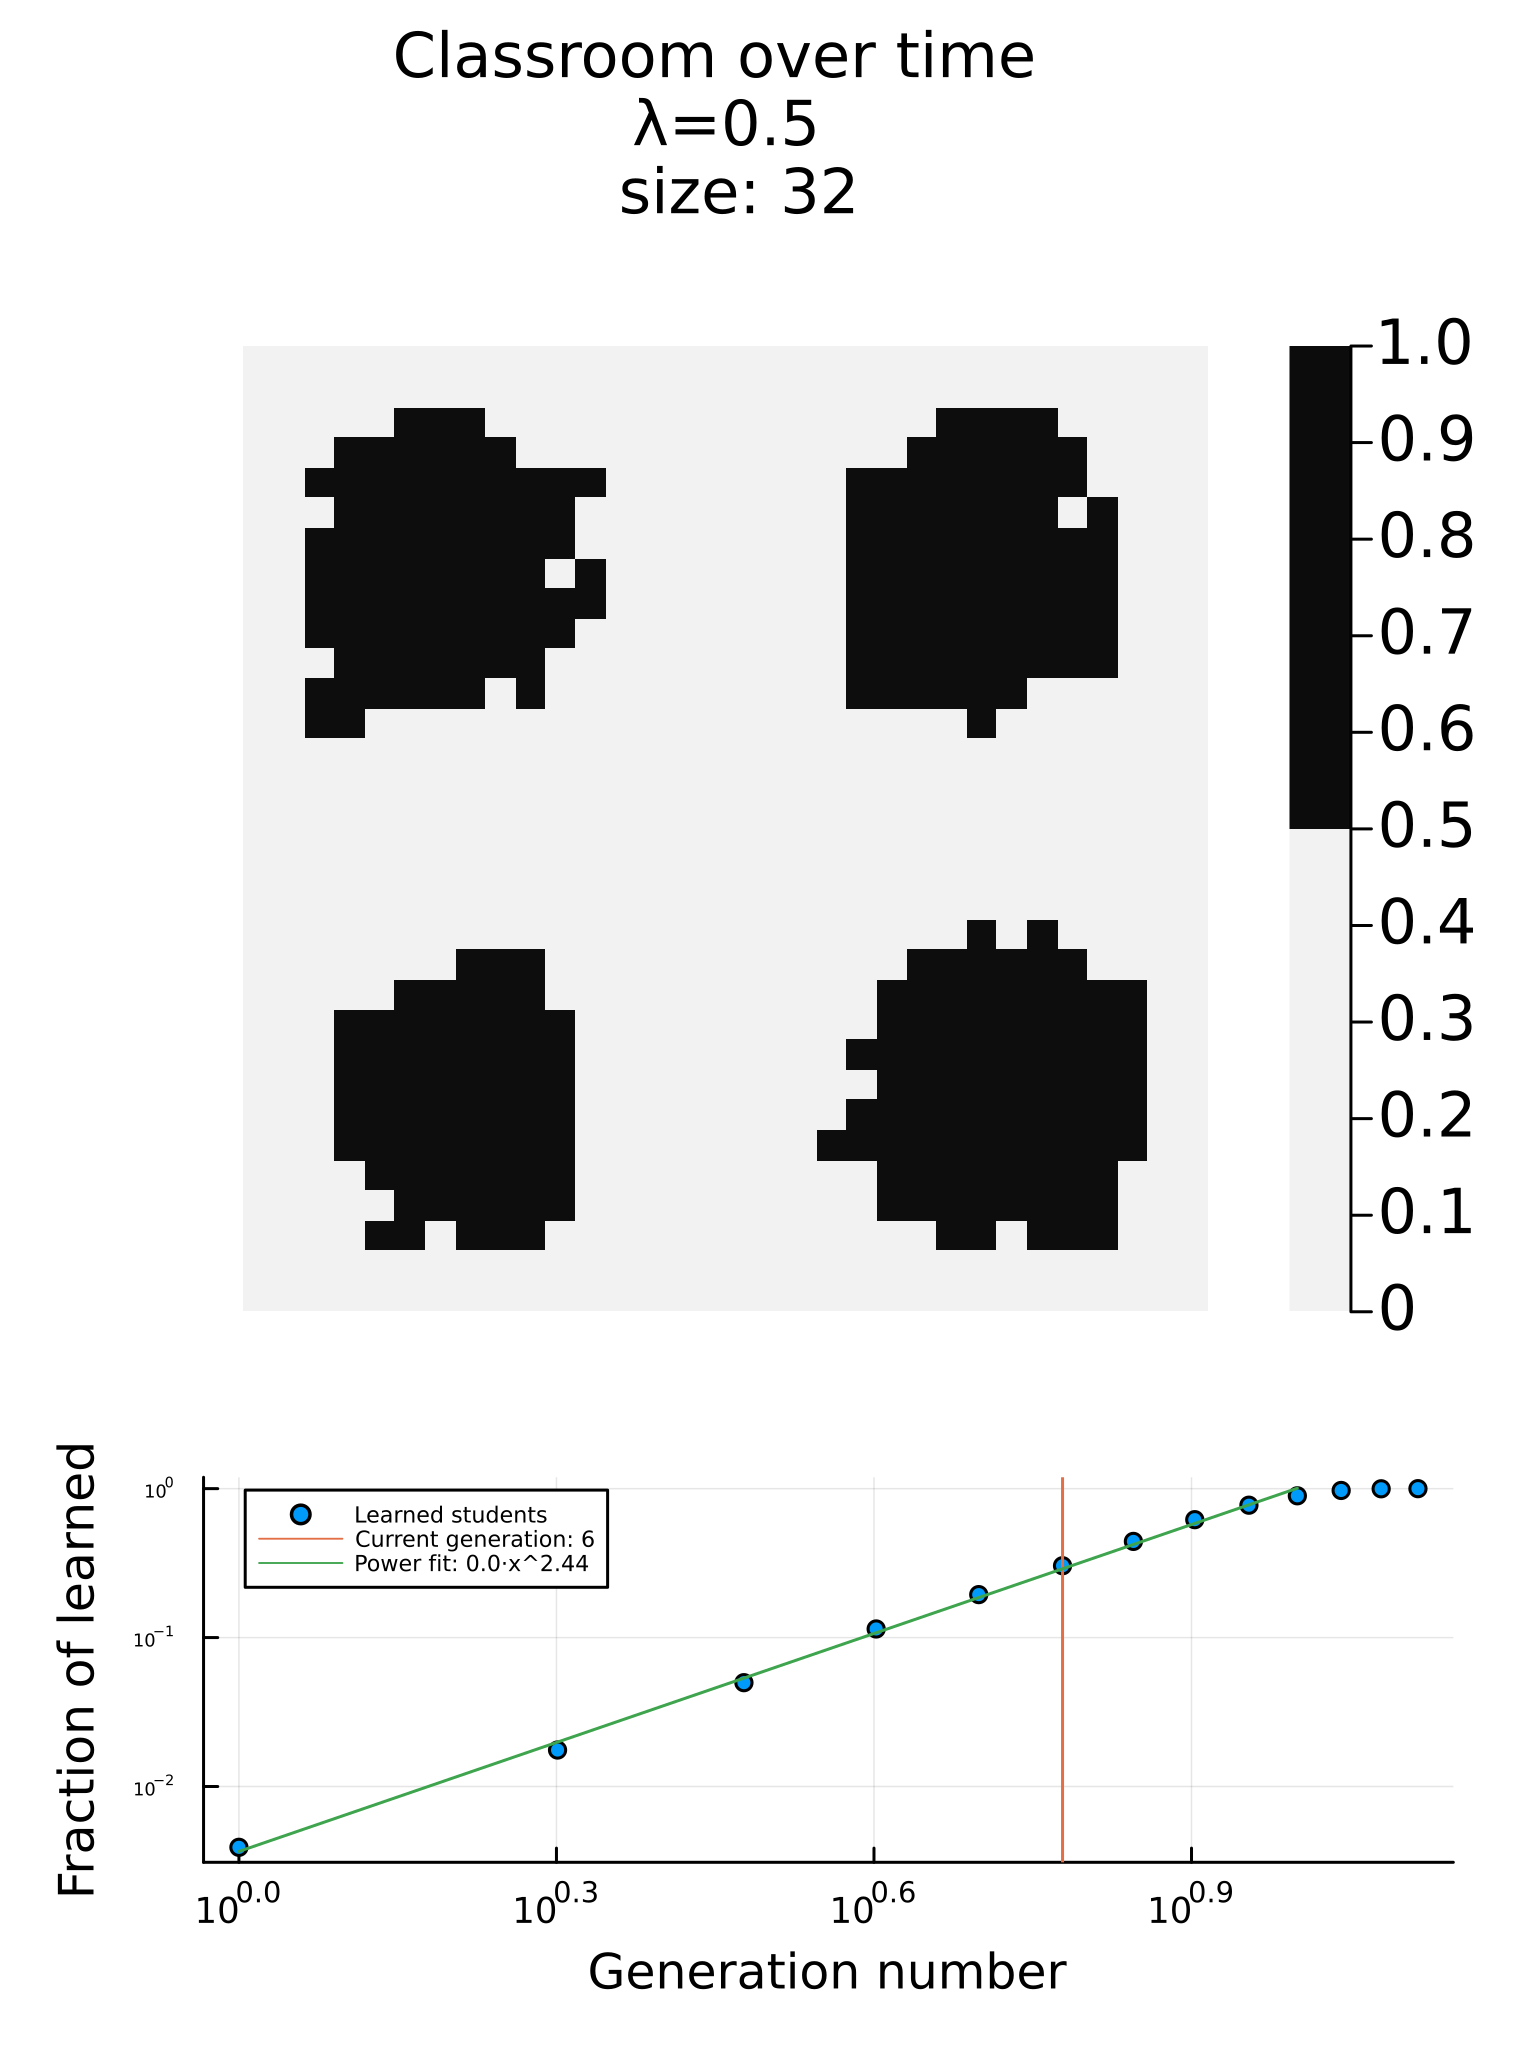 Classroom over time
λ=0.5
size: 32
1.0
0.9
0.8
0.7
0.6
0.5
0.4
0.3
0.2
0.1
0
Fraction of learned
10⁰
10⁻¹
10⁻²
Learned students
Current generation: 6
Power fit: 0.0·x^2.44
10^0.0 10^0.3 10^0.6 10^0.9
Generation number